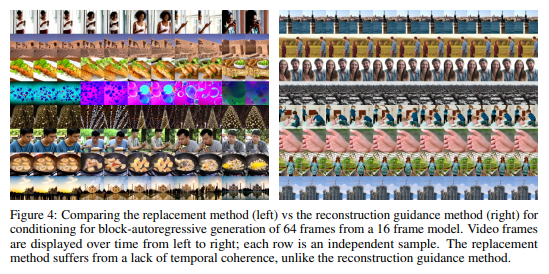 Figure 4: Comparing the replacement method (left) vs the reconstruction guidance method (right) for
conditioning for block-autoregressive generation of 64 frames from a 16 frame model. Video frames
are displayed over time from left to right; each row is an independent sample. The replacement
method suffers from a lack of temporal coherence, unlike the reconstruction guidance method.